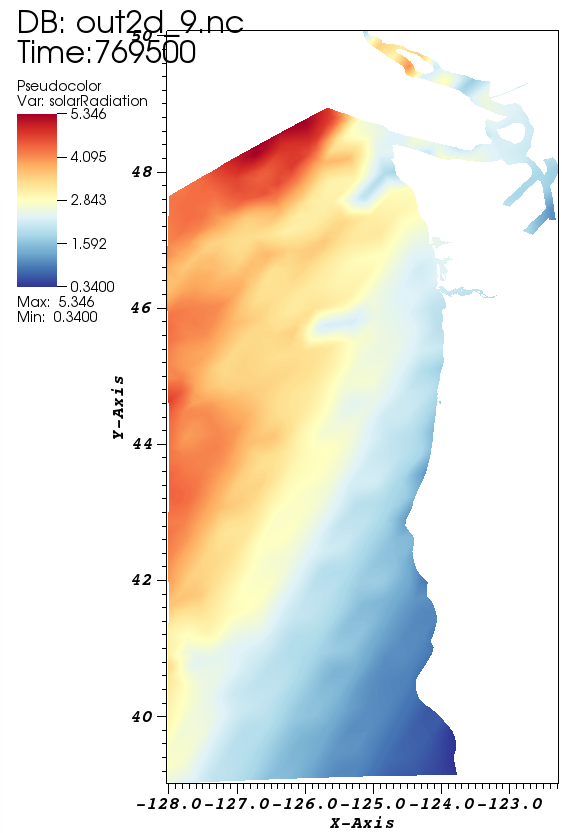 DB: out2d_9.nc
Time:769500
Pseudocolor
Var: solarRadiation
5.346
4.095
2.843
1.592
0.3400
Max: 5.346
Min: 0.3400
50
48
46
44
42
40
Y-Axis
-128.0 -127.0 -126.0 -125.0 -124.0 -123.0
X-Axis